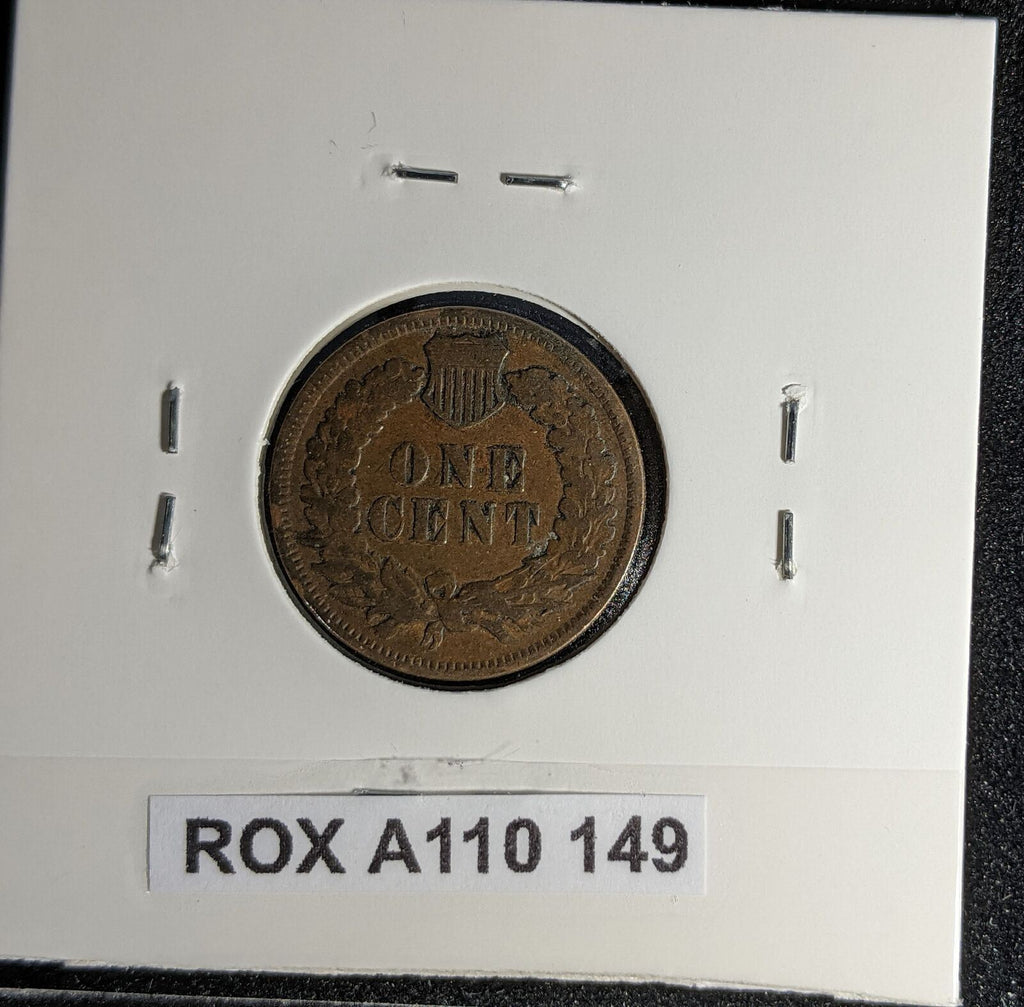 ONE
CENT
ROX A110 149